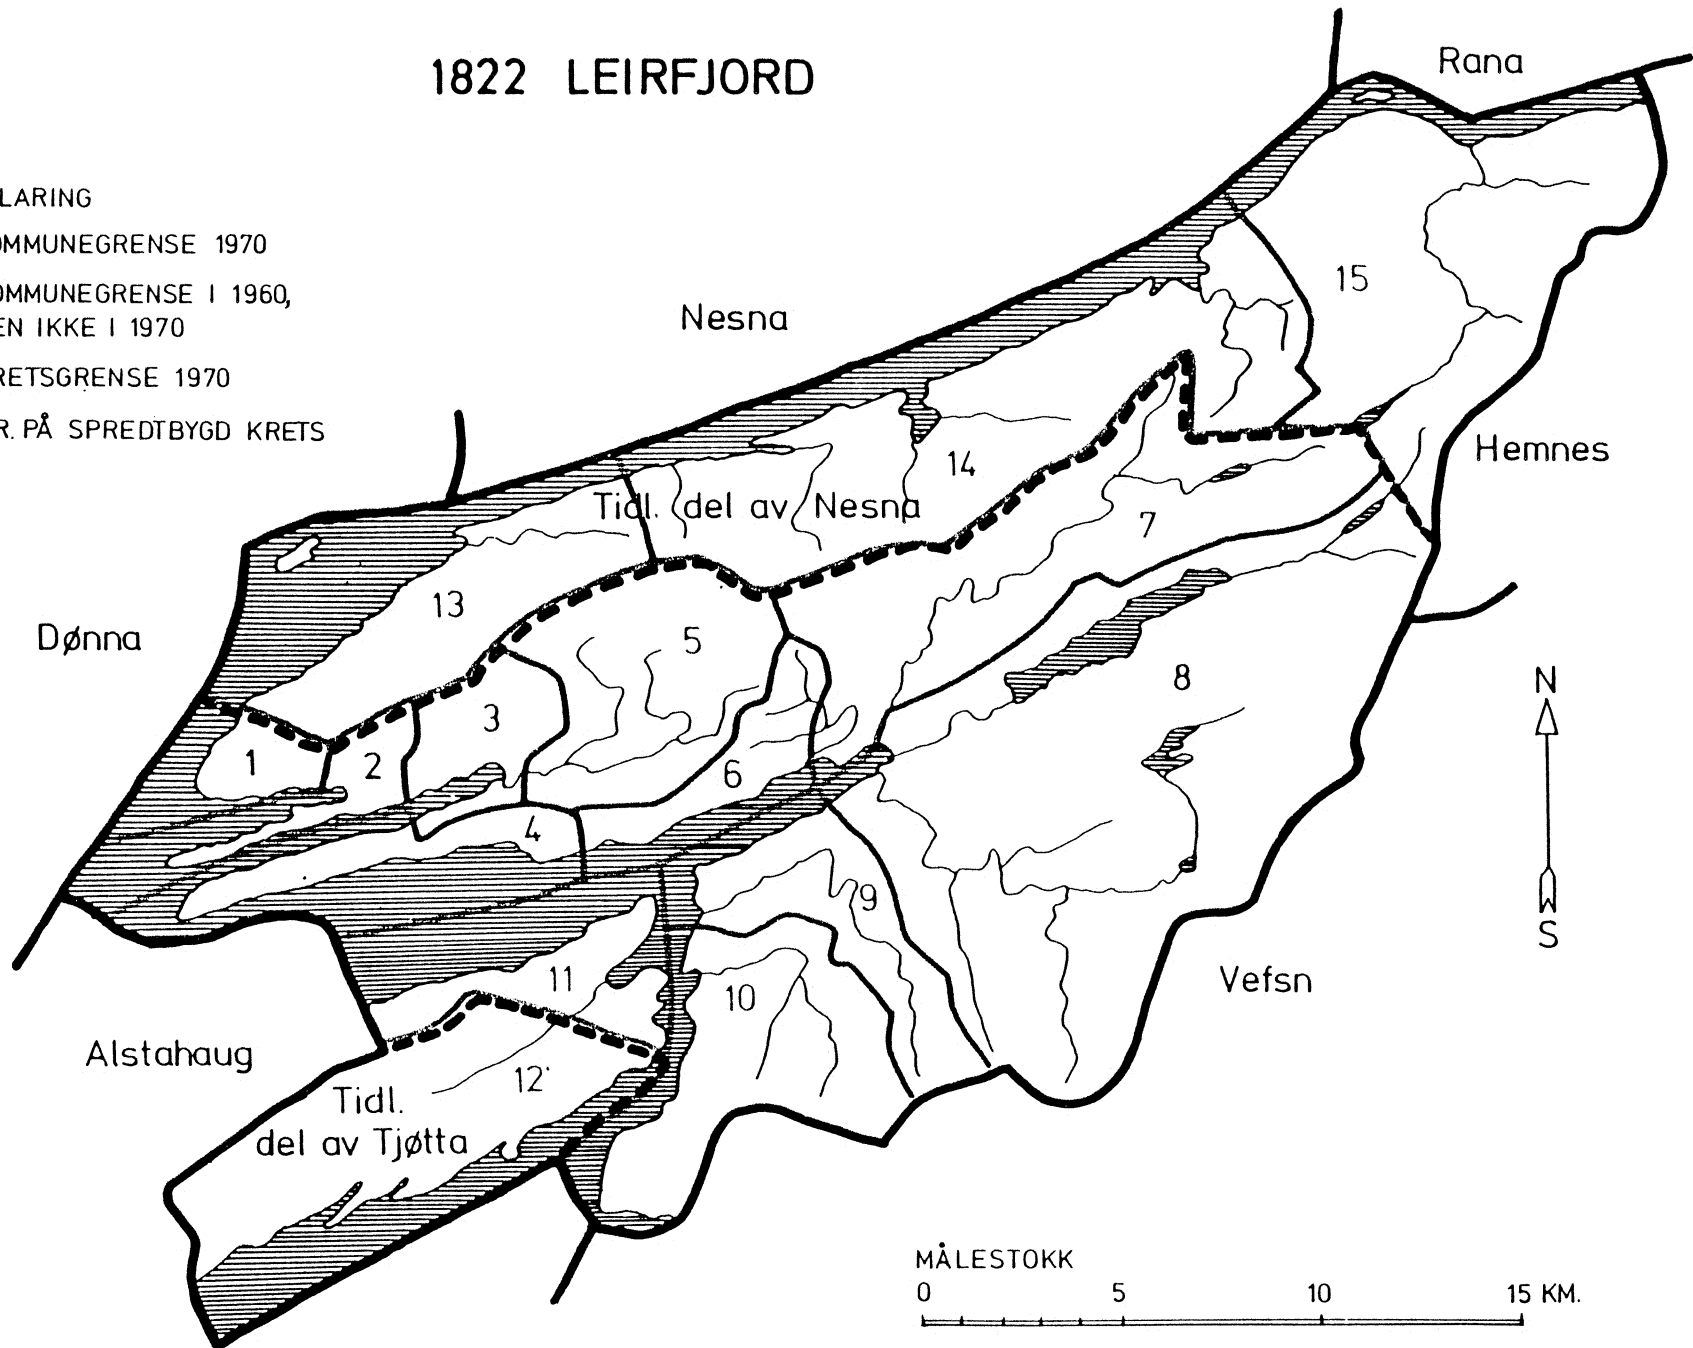 1822 LEIRFJORD
Rana
LARING
OMMUNEGRENSE 1970
OMMUNEGRENSE I 1960,
EN IKKE I 1970
RETSGRENSE 1970
R. PÅ SPREDTBYGD KRETS
Nesna
15
Hemnes
14
Tidl. del av Nesna
7
13
Dønna
5
8
N
3
1
2
6
4
9
S
11
10
Vefsn
Alstahaug
12
Tidl.
del av Tjøtta
MÅLESTOKK
0 5 10 15 KM.